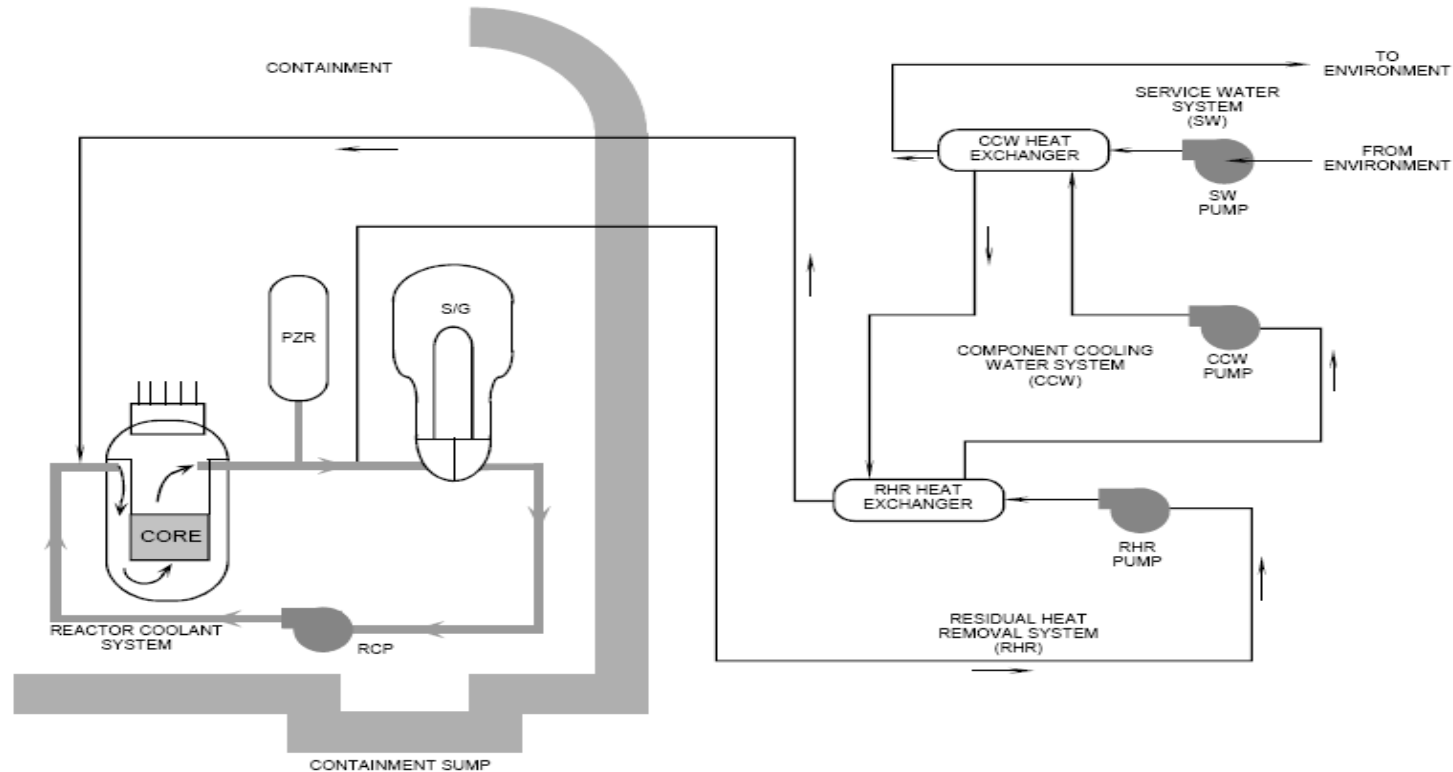 CONTAINMENT
TO
ENVIRONMENT
SERVICE WATER
SYSTEM
(SW)
CCW HEAT
EXCHANGER
FROM
ENVIRONMENT
SW
PUMP
S/G
PZR
COMPONENT COOLING
WATER SYSTEM
(CCW)
CCW
PUMP
RHR HEAT
EXCHANGER
CORE
RHR
PUMP
REACTOR COOLANT
SYSTEM
RCP
RESIDUAL HEAT
REMOVAL SYSTEM
(RHR)
CONTAINMENT SUMP